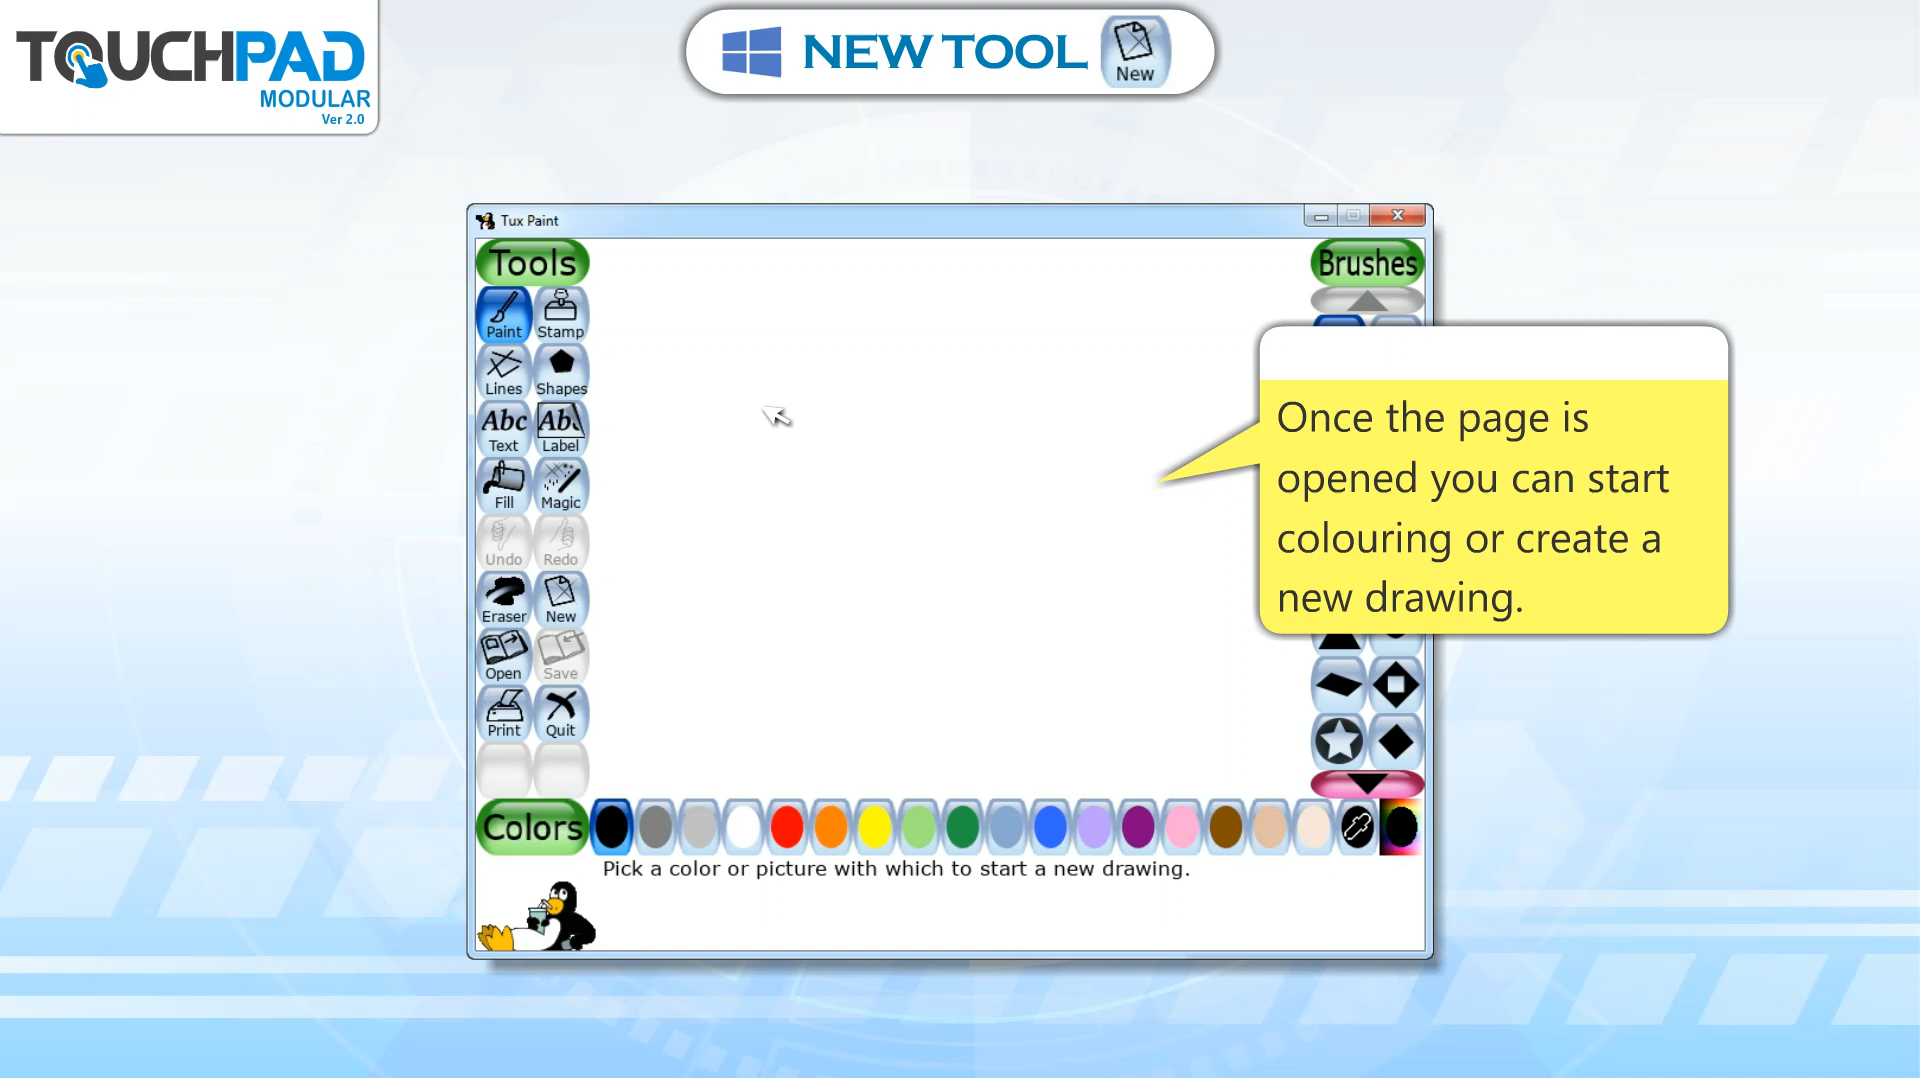 TOUCHPAD
MODULAR
Ver 2.0
NEW TOOL
New
Tux Paint
Tools
Brushes
Paint
Stamp
Lines
Shapes
Abc
Text
Abc
Label
Fill
Magic
Undo
Redo
Eraser
New
Open
Save
Print
Quit
Once the page is
opened you can start
colouring or create a
new drawing.
Colors
Pick a color or picture with which to start a new drawing.